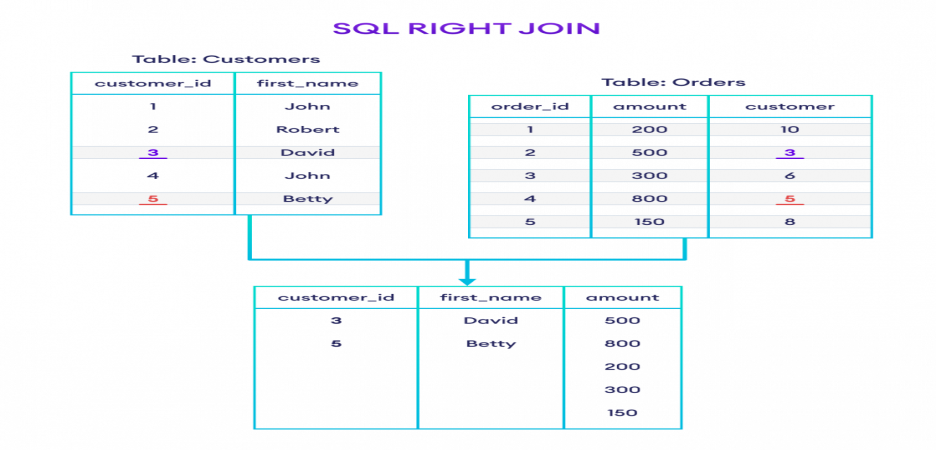 SQL RIGHT JOIN
Table: Customers
customer_id first_name
1 John
2 Robert
3 David
4 John
5 Betty
Table: Orders
order_id amount customer
1 200 10
2 500 3
3 300 6
4 800 5
5 150 8
customer_id first_name amount
3 David 500
5 Betty 800
200
300
150